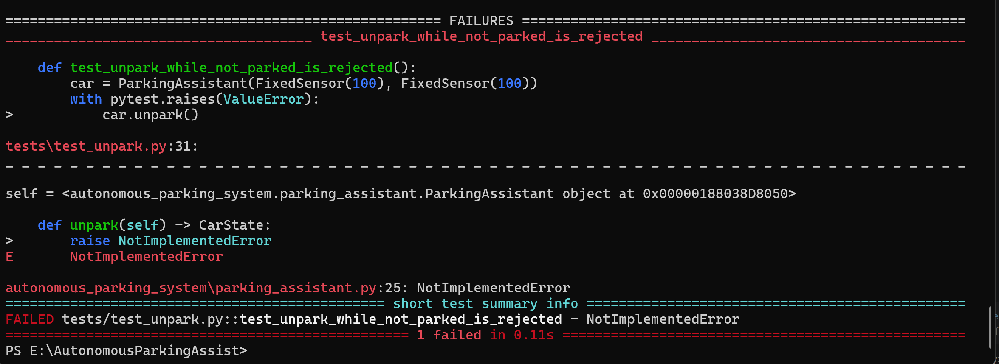 ====================================================== FAILURES =======================================================
______________________________________ test_unpark_while_not_parked_is_rejected _______________________________________
    def test_unpark_while_not_parked_is_rejected():
        car = ParkingAssistant(FixedSensor(100), FixedSensor(100))
        with pytest.raises(ValueError):
>           car.unpark()
tests\test_unpark.py:31:
_ _ _ _ _ _ _ _ _ _ _ _ _ _ _ _ _ _ _ _ _ _ _ _ _ _ _ _ _ _ _ _ _ _ _ _ _ _ _ _ _ _ _ _ _ _ _ _ _ _ _ _ _ _ _ _ _ _ _ _
self = <autonomous_parking_system.parking_assistant.ParkingAssistant object at 0x00000188038D8050>
    def unpark(self) -> CarState:
>       raise NotImplementedError
E       NotImplementedError
autonomous_parking_system\parking_assistant.py:25: NotImplementedError
=============================================== short test summary info ===============================================
FAILED tests/test_unpark.py::test_unpark_while_not_parked_is_rejected - NotImplementedError
================================================== 1 failed in 0.11s ==================================================
PS E:\AutonomousParkingAssist>